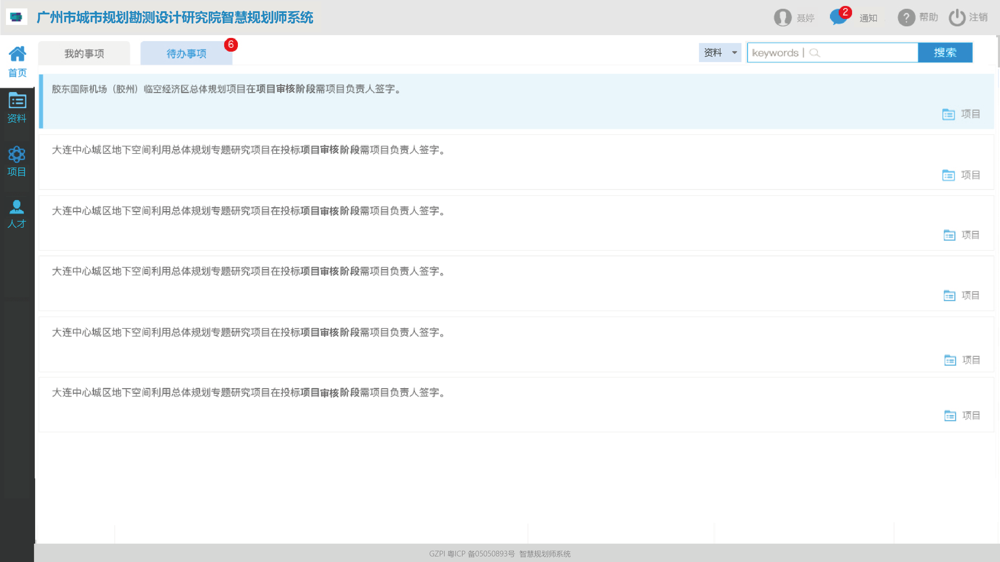 广州市城市规划勘测设计研究院智慧规划师系统
聂婷
2
通知
帮助
注销
首页
我的事项
待办事项
6
资料
keywords
搜索
胶东国际机场（胶州）临空经济区总体规划项目在项目审核阶段需项目负责人签字。
项目
资料
大连中心城区地下空间利用总体规划专题研究项目在投标项目审核阶段需项目负责人签字。
项目
项目
大连中心城区地下空间利用总体规划专题研究项目在投标项目审核阶段需项目负责人签字。
项目
人才
大连中心城区地下空间利用总体规划专题研究项目在投标项目审核阶段需项目负责人签字。
项目
大连中心城区地下空间利用总体规划专题研究项目在投标项目审核阶段需项目负责人签字。
项目
大连中心城区地下空间利用总体规划专题研究项目在投标项目审核阶段需项目负责人签字。
项目
GZPI 粤ICP 备05050893号 智慧规划师系统